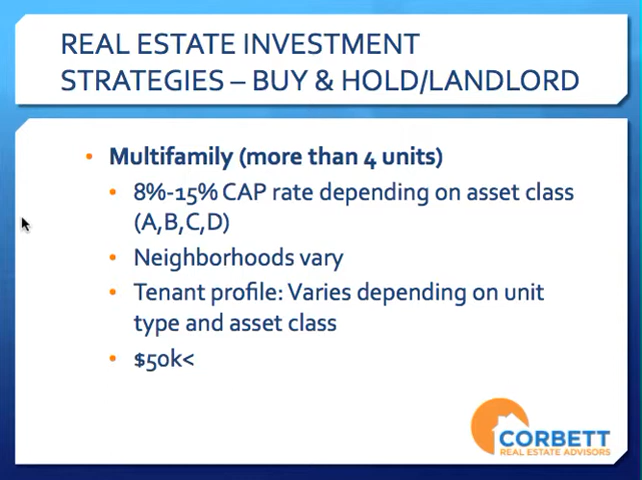 REAL ESTATE INVESTMENT
STRATEGIES – BUY & HOLD/LANDLORD
• Multifamily (more than 4 units)
• 8%-15% CAP rate depending on asset class
(A,B,C,D)
• Neighborhoods vary
• Tenant profile: Varies depending on unit
type and asset class
• $50k<
CORBETT
REAL ESTATE ADVISORS